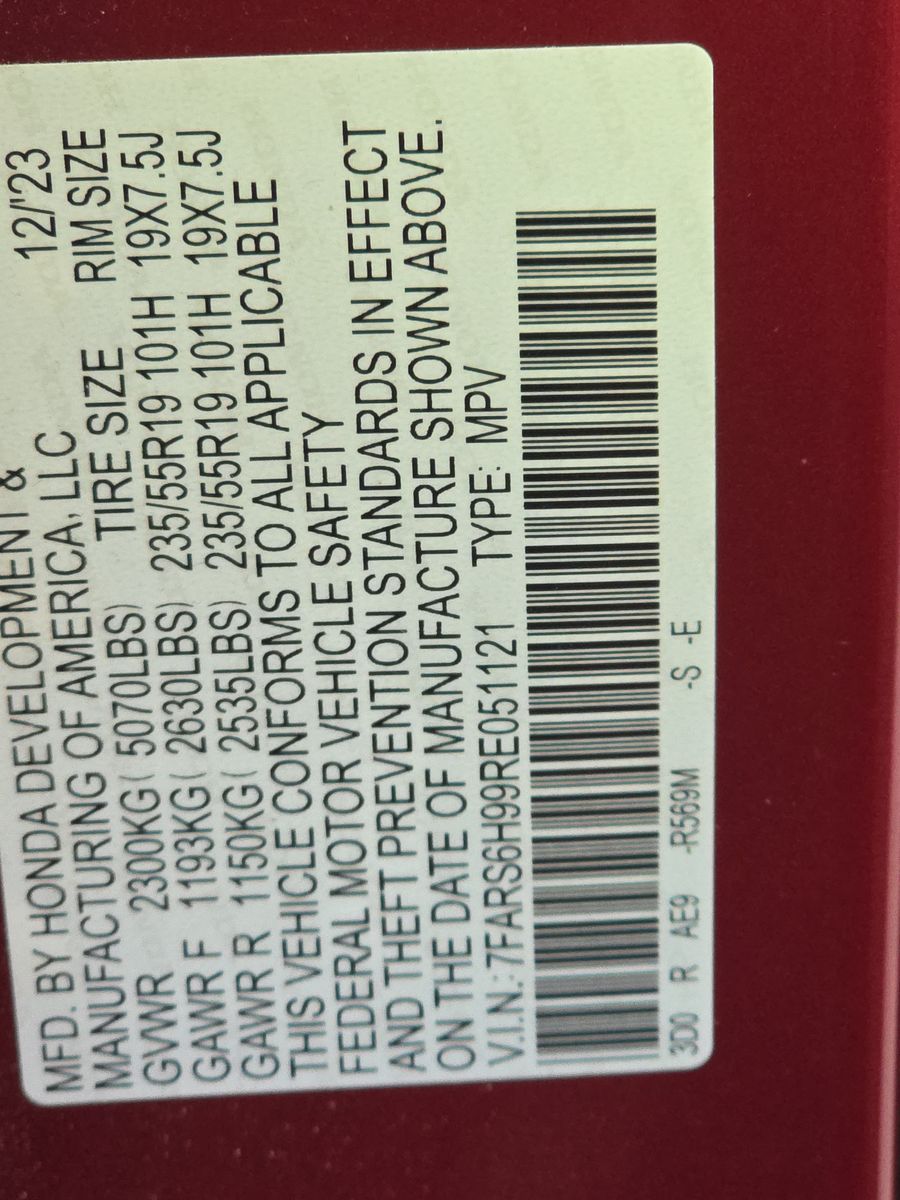 MFD. BY HONDA DEVELOPMENT & 12/'23
MANUFACTURING OF AMERICA, LLC
TIRE SIZE RIM SIZE
GVWR 2300KG ( 5070LBS)
GAWR F 1193KG ( 2630LBS) 235/55R19 101H 19X7.5J
GAWR R 1150KG ( 2535LBS) 235/55R19 101H 19X7.5J
THIS VEHICLE CONFORMS TO ALL APPLICABLE
FEDERAL MOTOR VEHICLE SAFETY
AND THEFT PREVENTION STANDARDS IN EFFECT
ON THE DATE OF MANUFACTURE SHOWN ABOVE.
V.I.N.: 7FARS6H99RE051121 TYPE: MPV
3D0 R AE9 -R569M -S -E